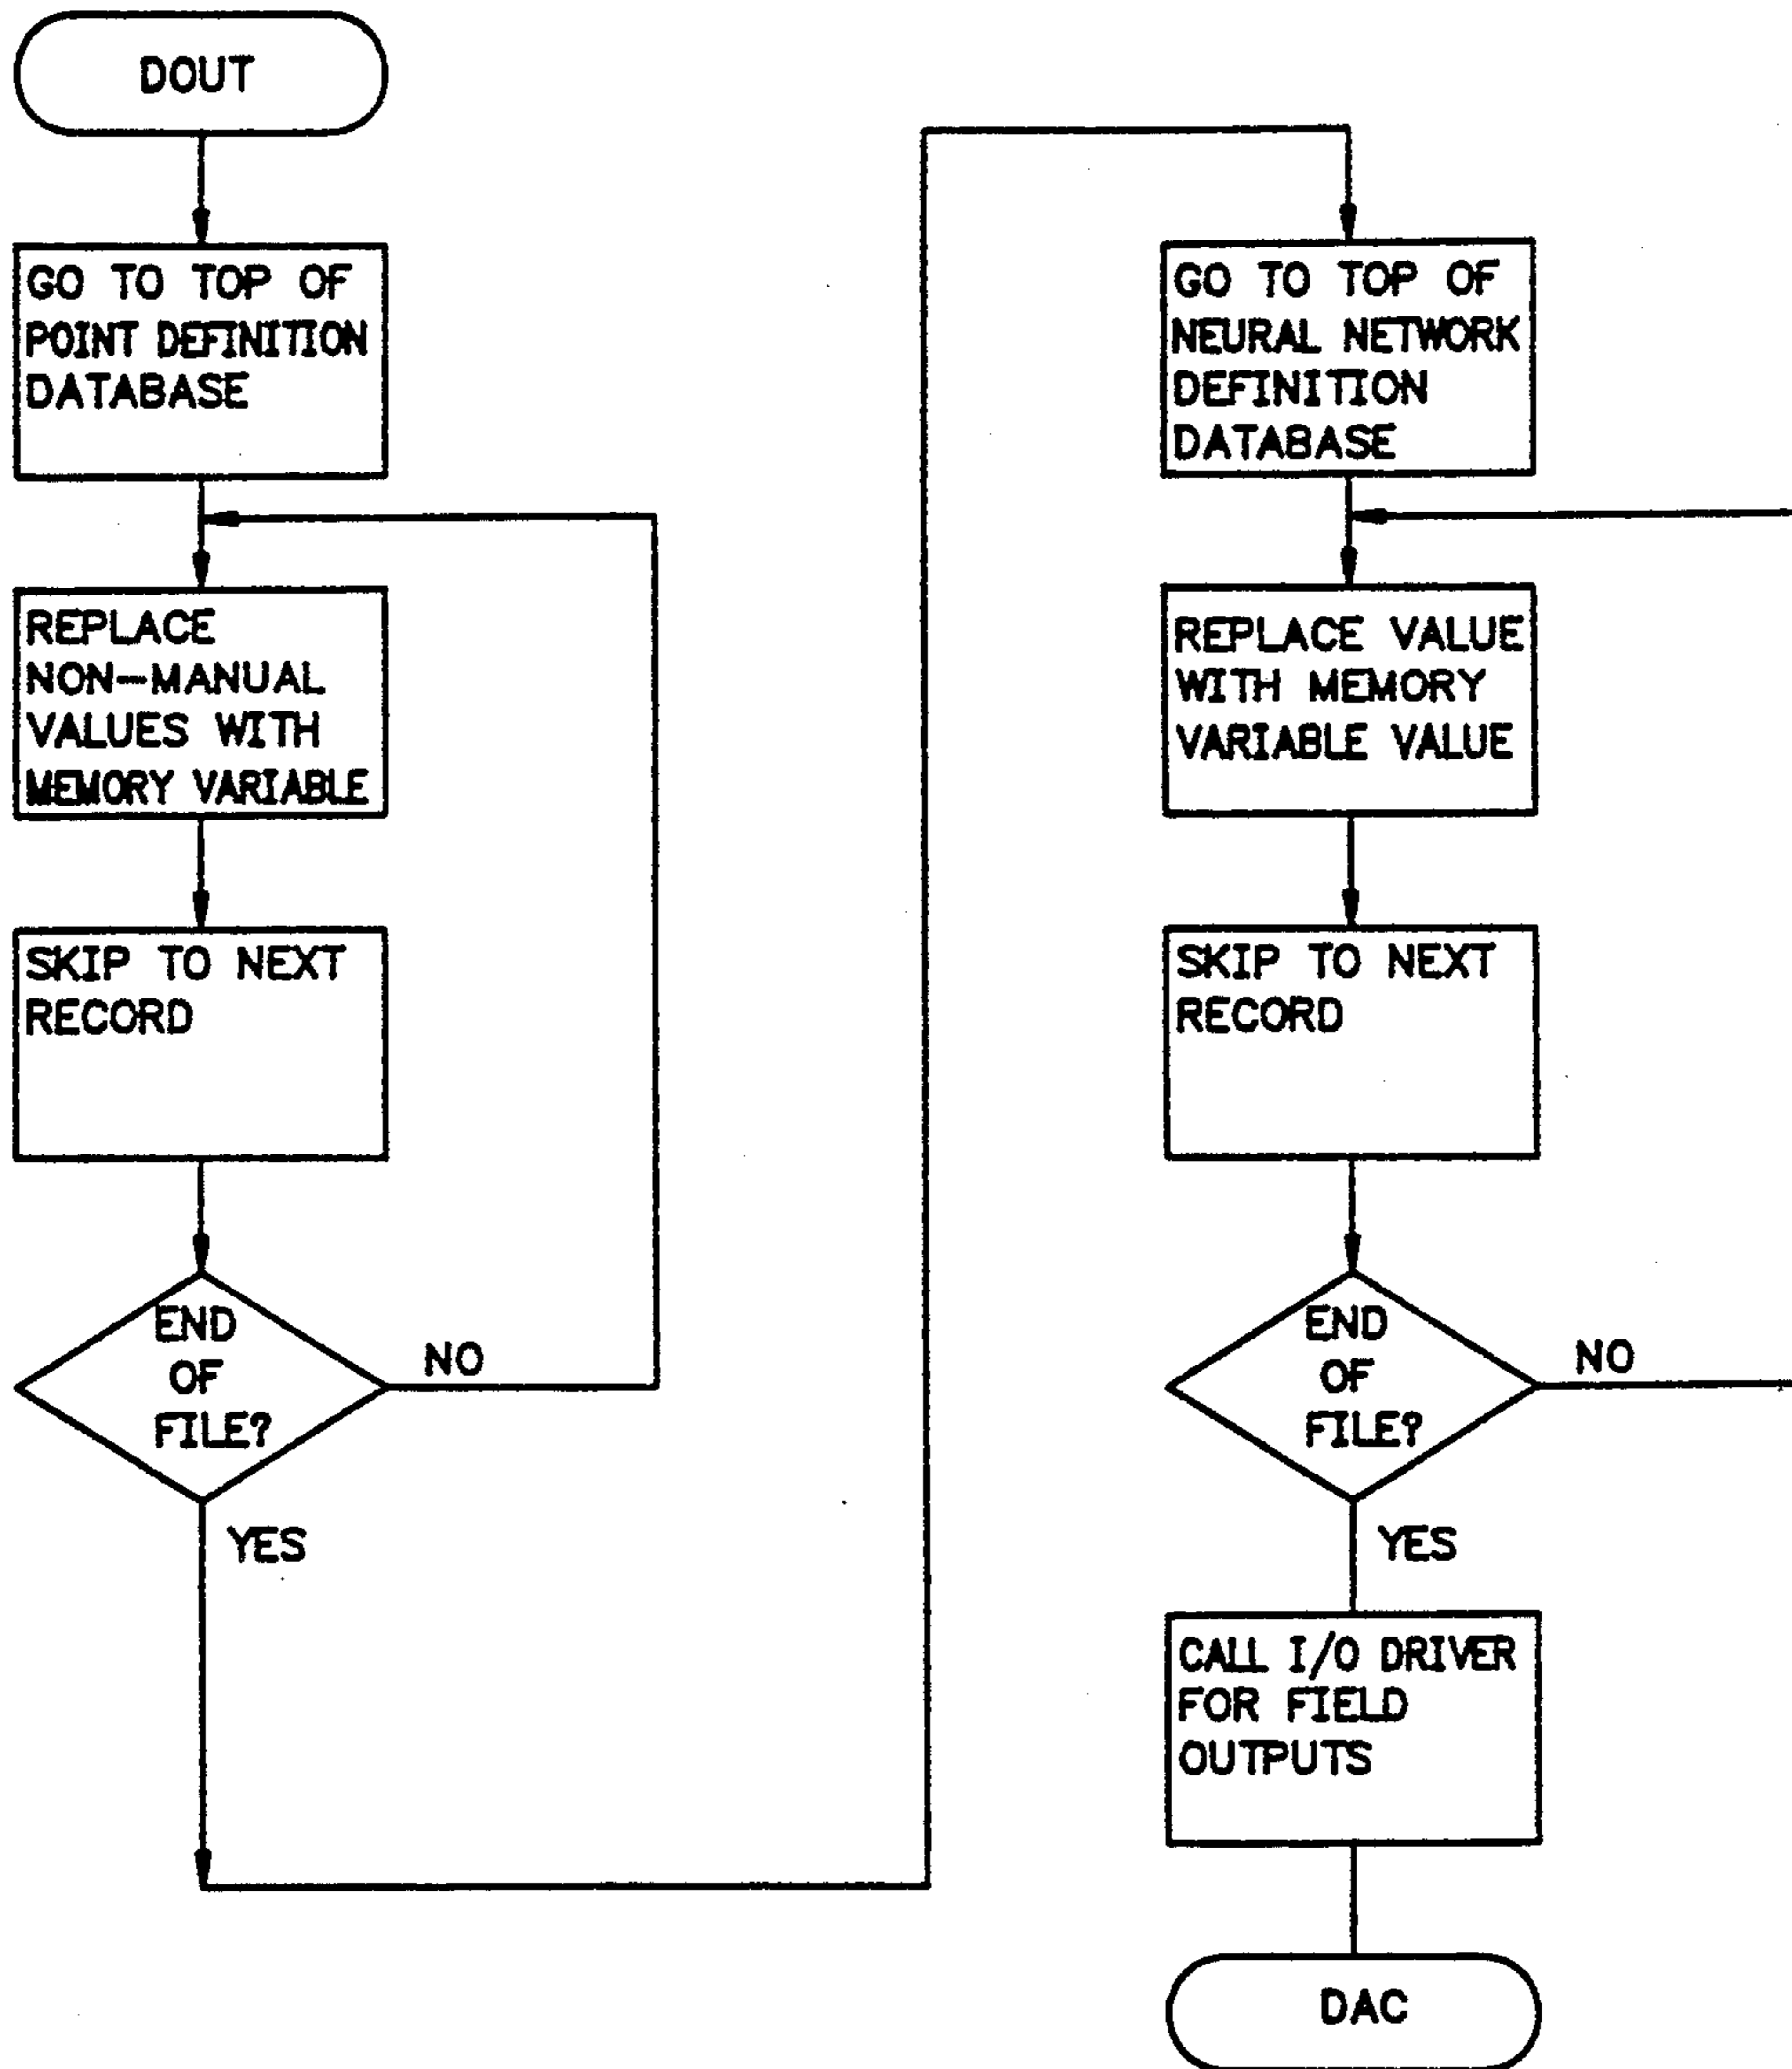 DOUT
GO TO TOP OF
POINT DEFINITION
DATABASE
REPLACE
NON-MANUAL
VALUES WITH
MEMORY VARIABLE
SKIP TO NEXT
RECORD
END
OF
FILE?
NO
YES
GO TO TOP OF
NEURAL NETWORK
DEFINITION
DATABASE
REPLACE VALUE
WITH MEMORY
VARIABLE VALUE
SKIP TO NEXT
RECORD
END
OF
FILE?
NO
YES
CALL I/O DRIVER
FOR FIELD
OUTPUTS
DAC